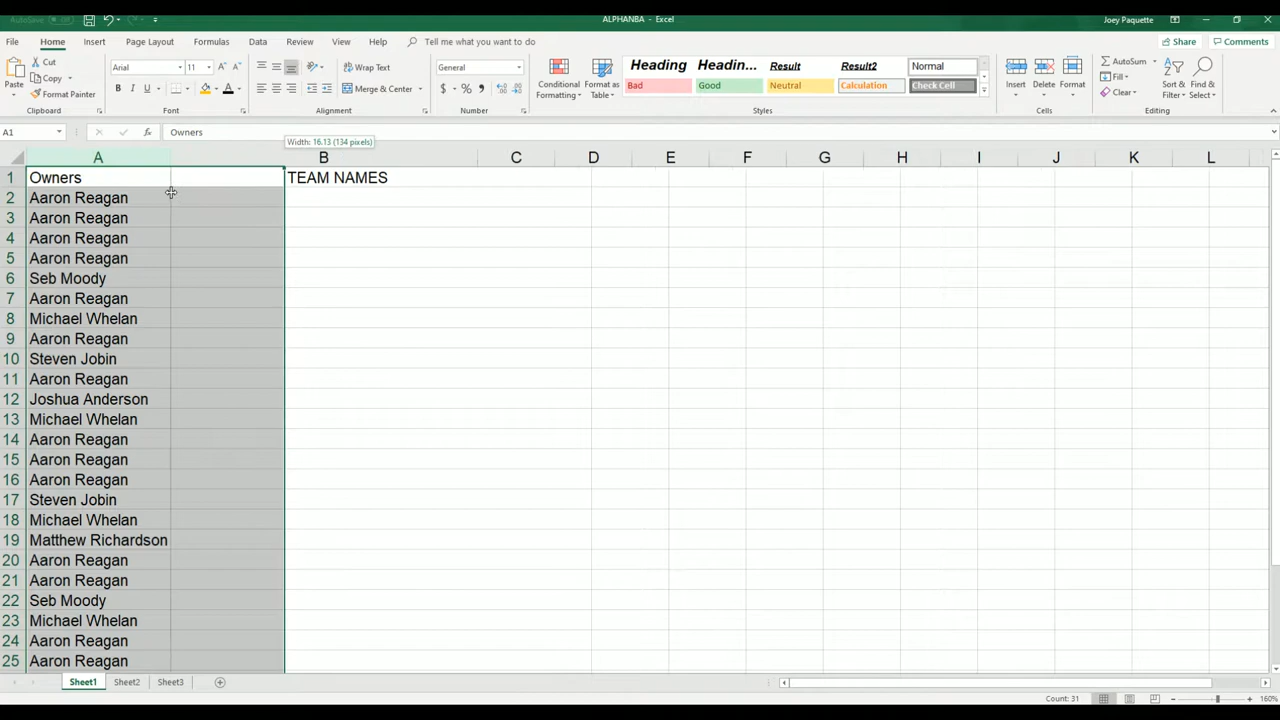 AutoSave Off ALPHANBA - Excel Joey Paquette
File Home Insert Page Layout Formulas Data Review View Help Tell me what you want to do Share Comments
Cut
Copy
Format Painter
Paste
Clipboard
Arial 11
Font
Wrap Text
Merge & Center
Alignment
General
Number
Conditional Formatting
Format as Table
Heading Headin... Result Result2 Normal
Bad Good Neutral Calculation Check Cell
Styles
Insert Delete Format
Cells
AutoSum
Fill
Clear
Sort & Filter
Find & Select
Editing
A1 Owners
Width: 16.13 (134 pixels)
A B C D E F G H I J K L
1 Owners TEAM NAMES
2 Aaron Reagan
3 Aaron Reagan
4 Aaron Reagan
5 Aaron Reagan
6 Seb Moody
7 Aaron Reagan
8 Michael Whelan
9 Aaron Reagan
10 Steven Jobin
11 Aaron Reagan
12 Joshua Anderson
13 Michael Whelan
14 Aaron Reagan
15 Aaron Reagan
16 Aaron Reagan
17 Steven Jobin
18 Michael Whelan
19 Matthew Richardson
20 Aaron Reagan
21 Aaron Reagan
22 Seb Moody
23 Michael Whelan
24 Aaron Reagan
25 Aaron Reagan
Sheet1 Sheet2 Sheet3
Count: 31 160%